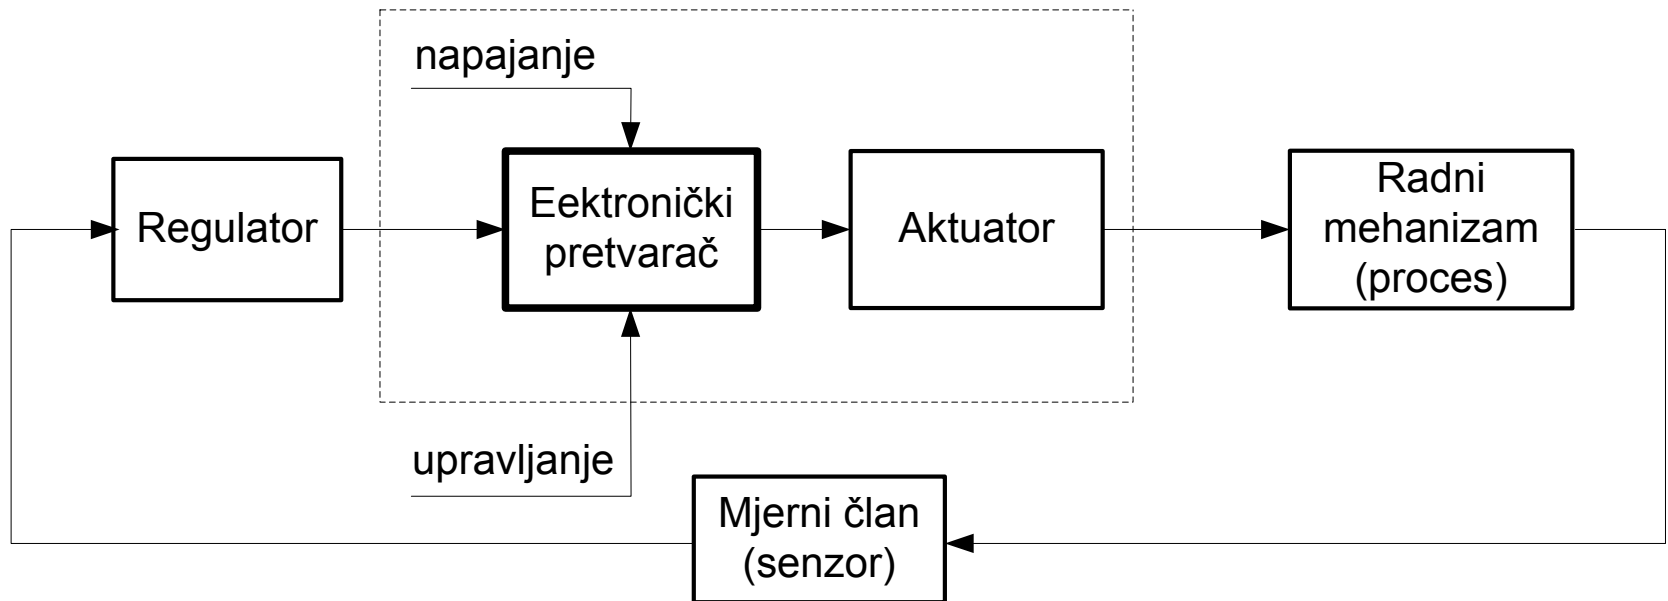 napajanje
Regulator
Eektronički
pretvarač
Aktuator
Radni
mehanizam
(proces)
upravljanje
Mjerni član
(senzor)